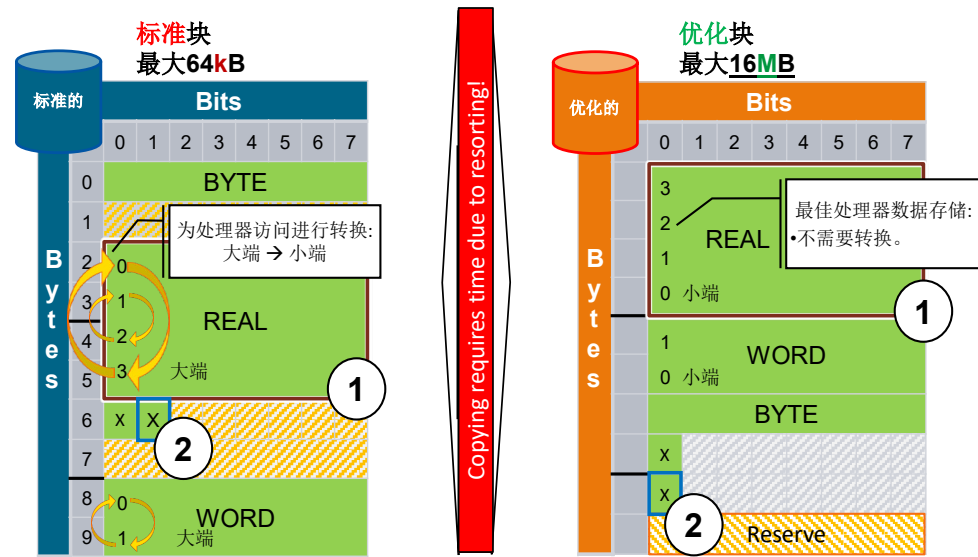 标准块
最大64kB
标准的
Bits
0 1 2 3 4 5 6 7
Bytes
0 BYTE
1
为处理器访问进行转换:
大端 → 小端
2 0
3 1
REAL
4 2
5 3 大端
1
6 x X
2
7
8 0
WORD
9 1 大端
Copying requires time due to resorting!
优化块
最大16MB
优化的
Bits
0 1 2 3 4 5 6 7
Bytes
3
最佳处理器数据存储:
•不需要转换。
2
REAL
1
0 小端
1
1
WORD
0 小端
BYTE
x
x
2
Reserve